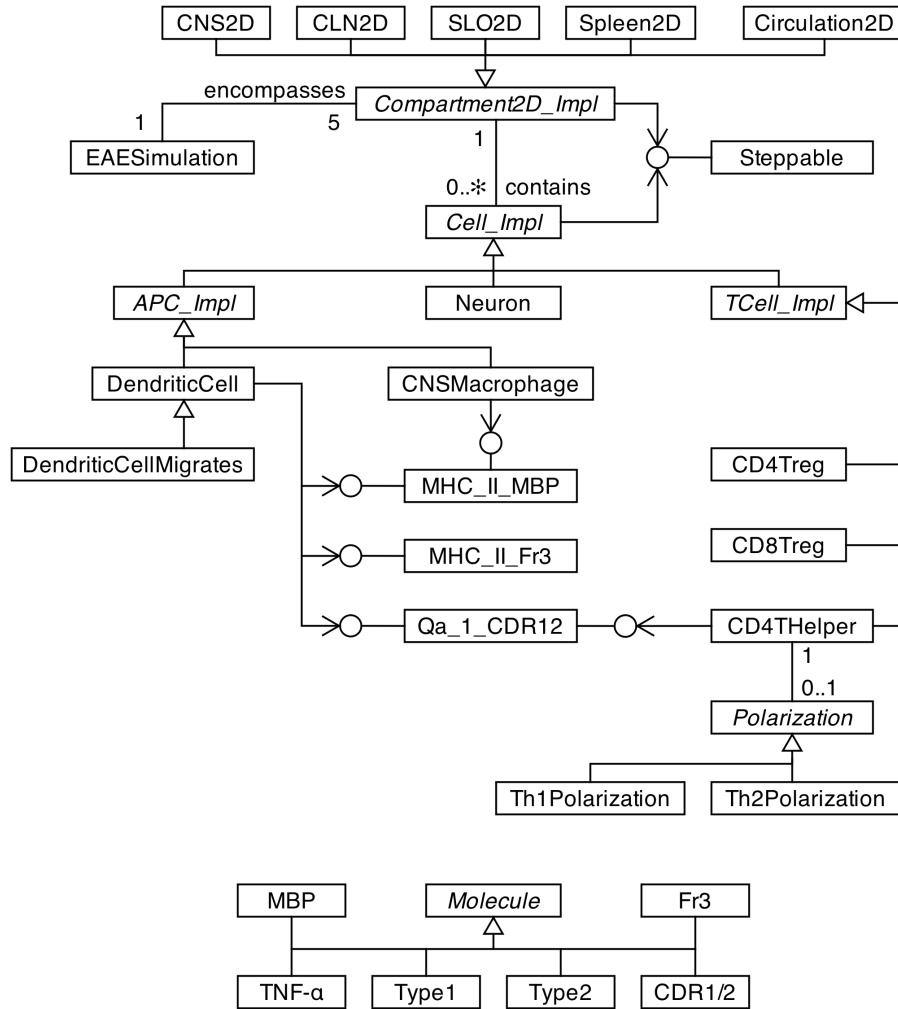 CNS2D CLN2D SLO2D Spleen2D Circulation2D
encompasses Compartment2D_Impl
1 5 1
EAESimulation Steppable
0..* contains
Cell_Impl
APC_Impl Neuron TCell_Impl
DendriticCell CNSMacrophage
DendriticCellMigrates CD4Treg
MHC_II_MBP
MHC_II_Fr3 CD8Treg
Qa_1_CDR12 CD4THelper
1
0..1
Polarization
Th1Polarization Th2Polarization
MBP Molecule Fr3
TNF-α Type1 Type2 CDR1/2